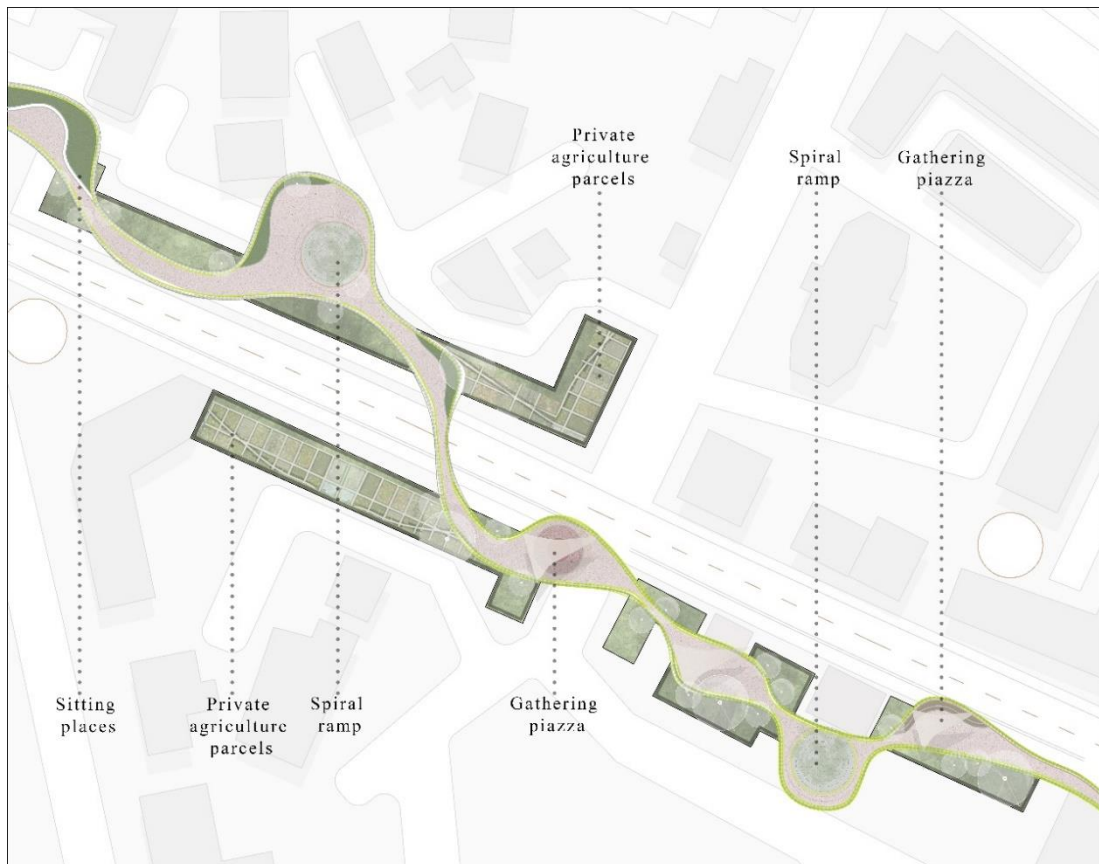 Private
agriculture
parcels
Spiral
ramp
Gathering
piazza
Sitting
places
Private
agriculture
parcels
Spiral
ramp
Gathering
piazza